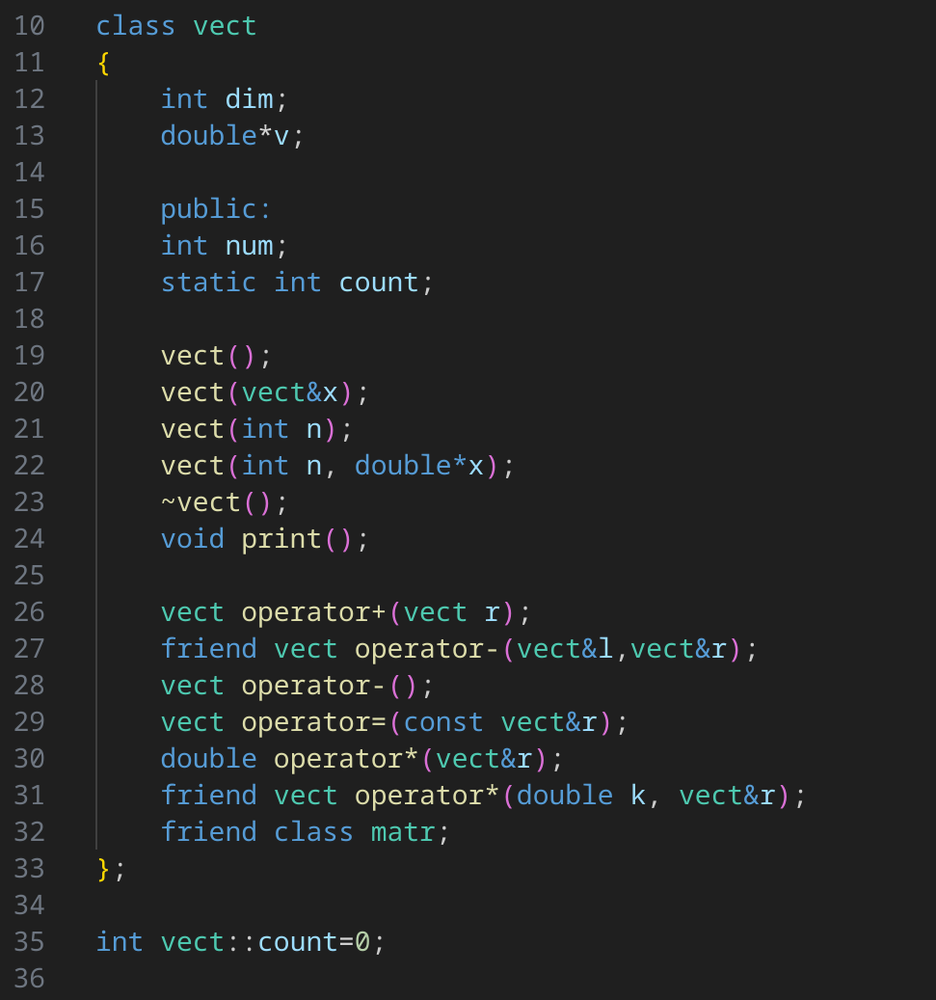 10 class vect
11 {
12 int dim;
13 double*v;
14
15 public:
16 int num;
17 static int count;
18
19 vect();
20 vect(vect&x);
21 vect(int n);
22 vect(int n, double*x);
23 ~vect();
24 void print();
25
26 vect operator+(vect r);
27 friend vect operator-(vect&l,vect&r);
28 vect operator-();
29 vect operator=(const vect&r);
30 double operator*(vect&r);
31 friend vect operator*(double k, vect&r);
32 friend class matr;
33 };
34
35 int vect::count=0;
36